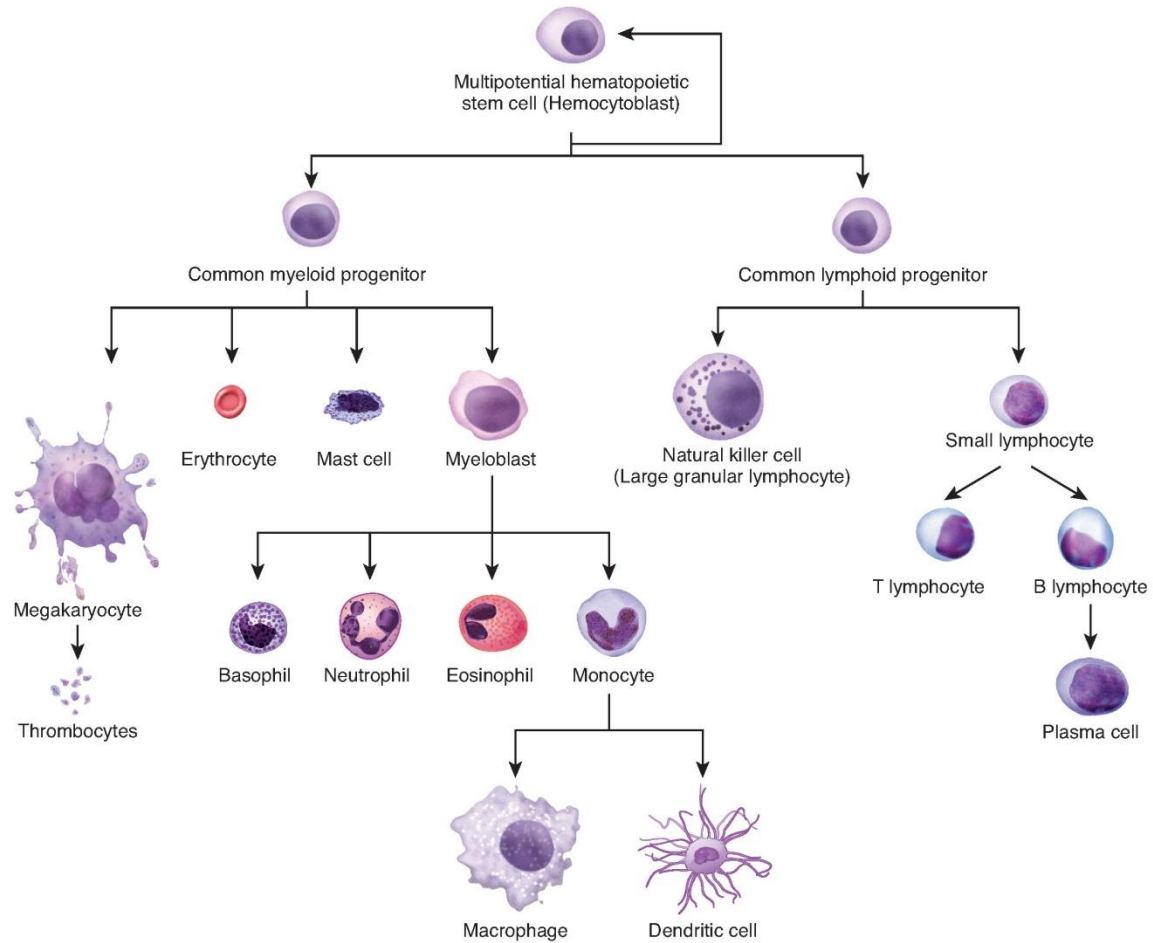 Multipotential hematopoietic
stem cell (Hemocytoblast)
Common myeloid progenitor
Common lymphoid progenitor
Erythrocyte
Mast cell
Myeloblast
Natural killer cell
(Large granular lymphocyte)
Small lymphocyte
T lymphocyte
B lymphocyte
Megakaryocyte
Basophil
Neutrophil
Eosinophil
Monocyte
Thrombocytes
Plasma cell
Macrophage
Dendritic cell